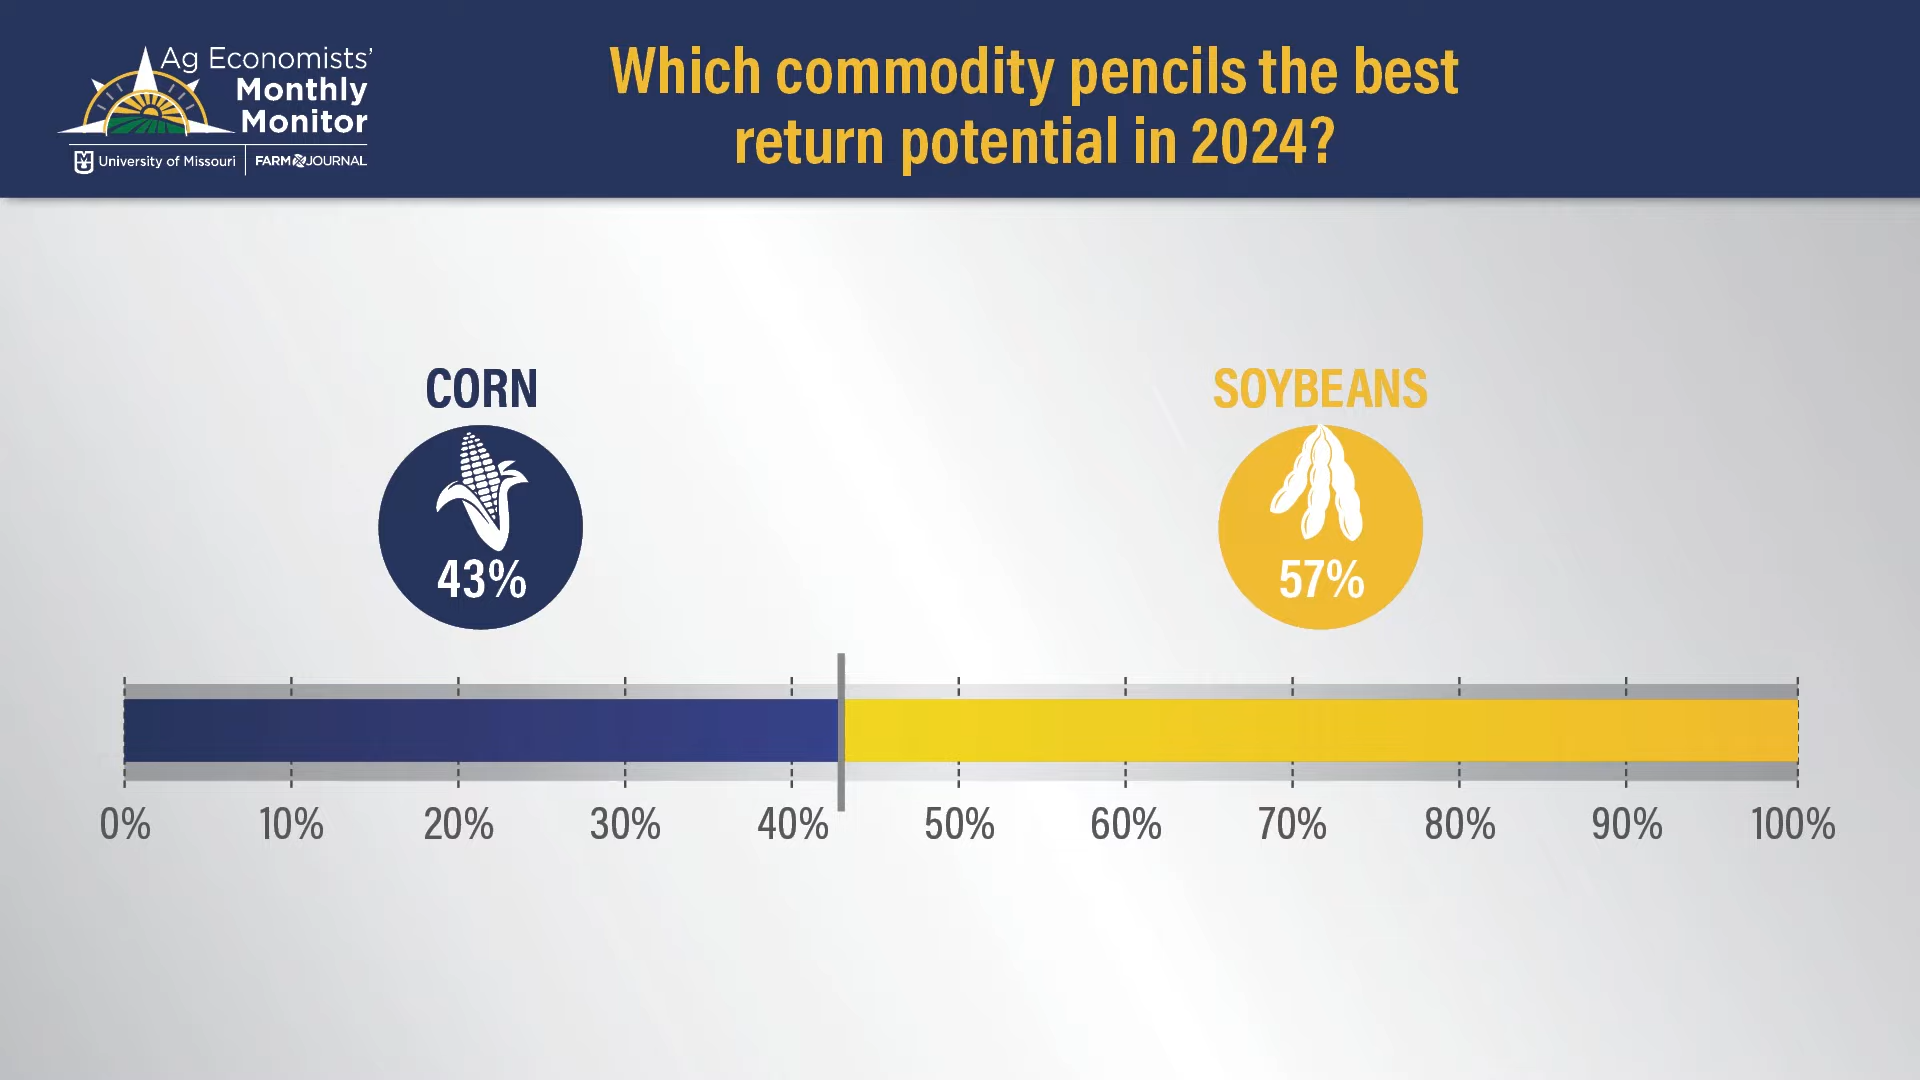 Ag Economists'
Monthly
Monitor
University of Missouri
FARM JOURNAL
Which commodity pencils the best
return potential in 2024?
CORN
43%
SOYBEANS
57%
0% 10% 20% 30% 40% 50% 60% 70% 80% 90% 100%